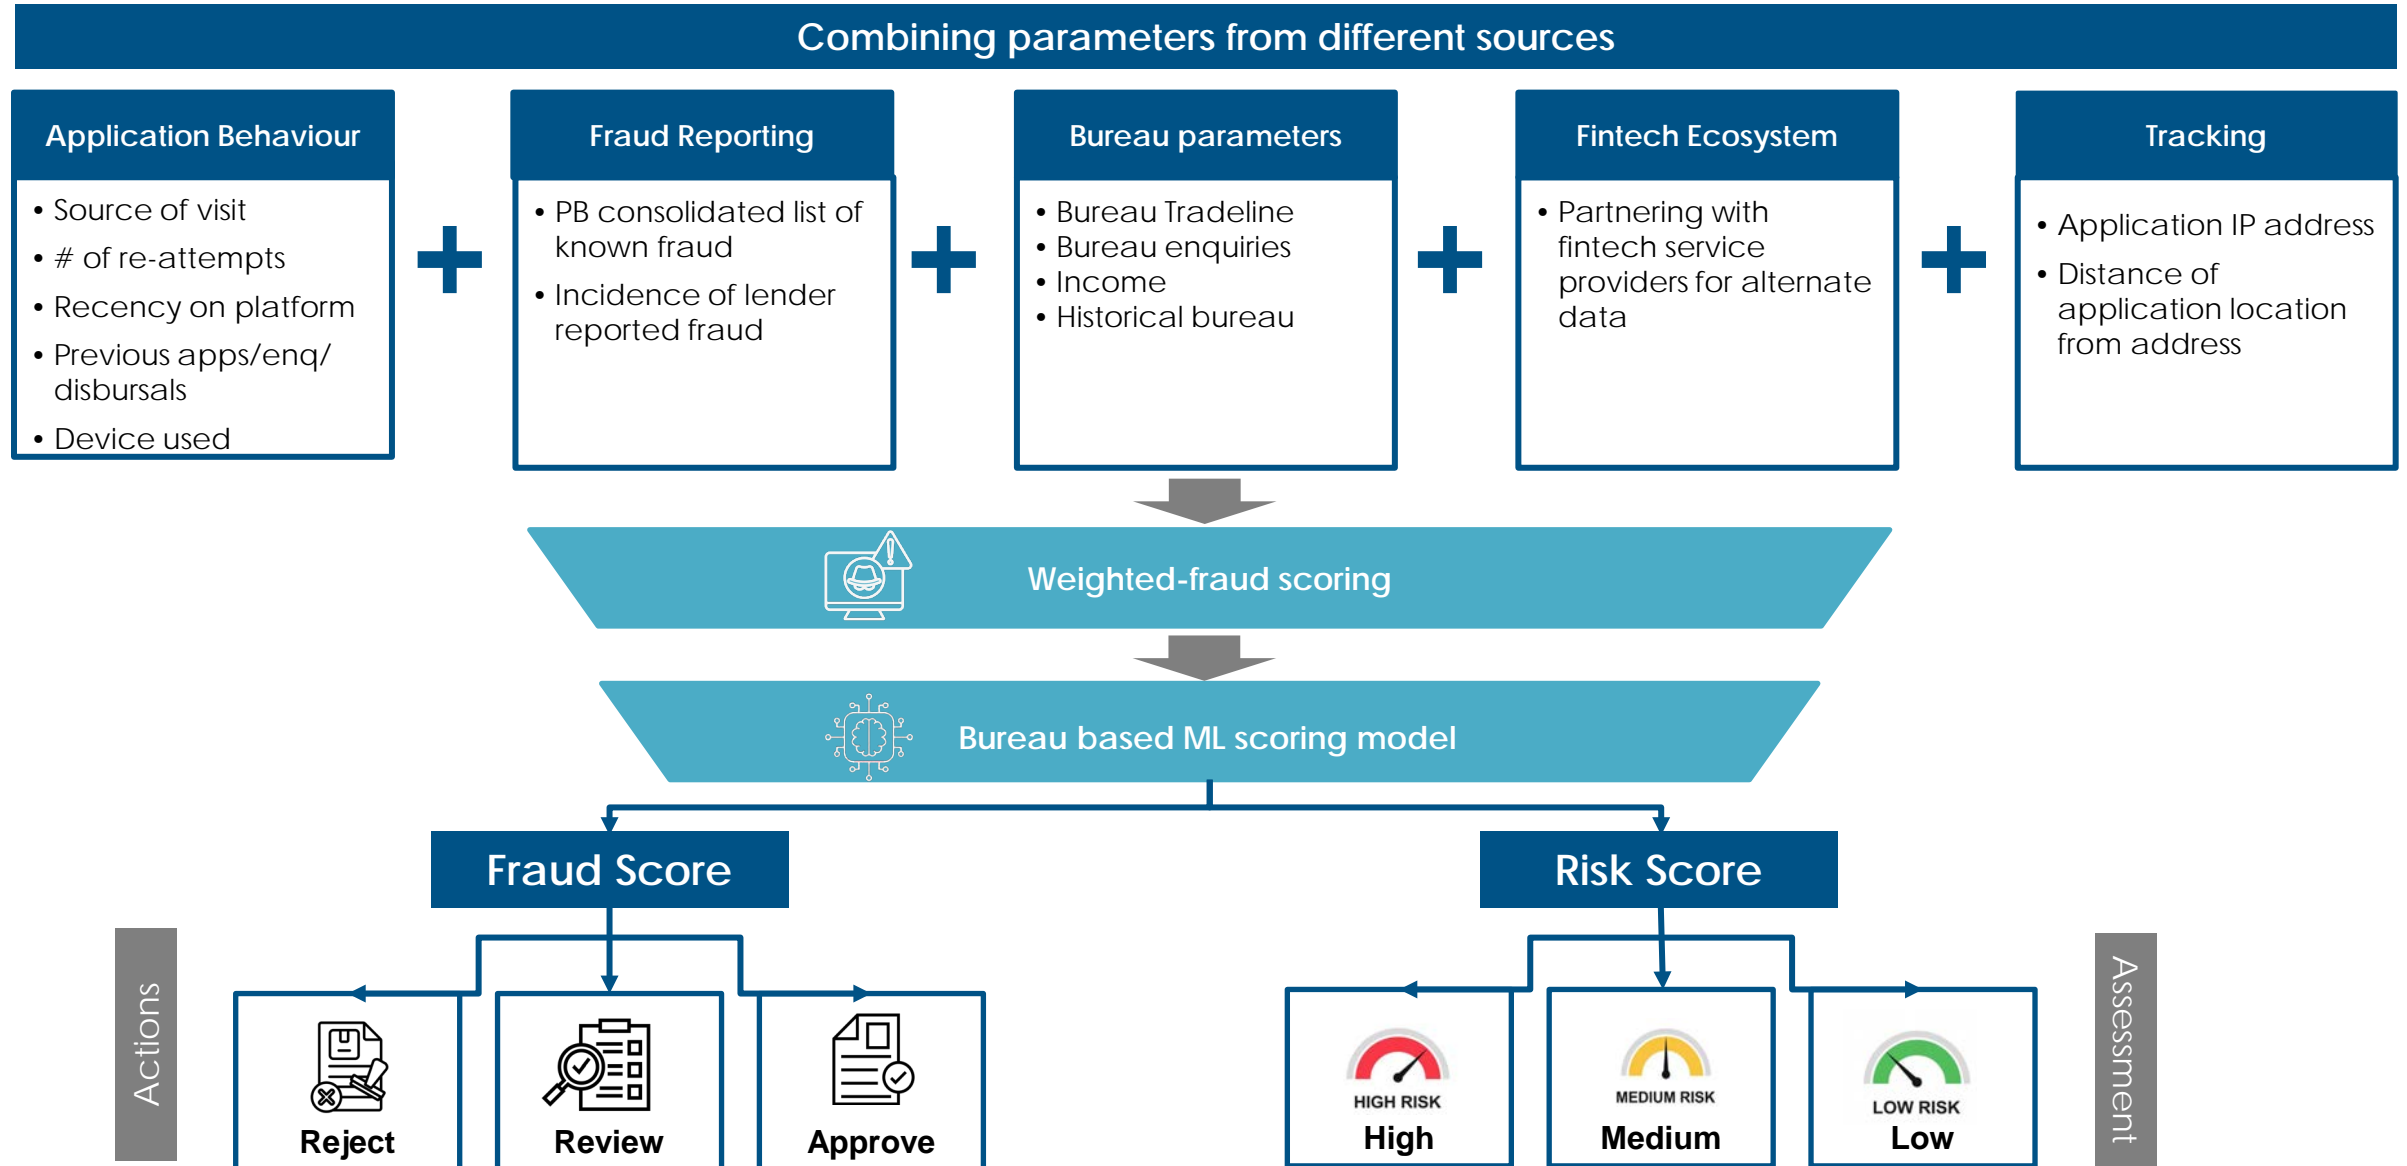 Combining parameters from different sources
Application Behaviour
• Source of visit
• # of re-attempts
• Recency on platform
• Previous apps/enq/
disbursals
• Device used
Fraud Reporting
• PB consolidated list of
known fraud
• Incidence of lender
reported fraud
Bureau parameters
• Bureau Tradeline
• Bureau enquiries
• Income
• Historical bureau
Fintech Ecosystem
• Partnering with
fintech service
providers for alternate
data
Tracking
• Application IP address
• Distance of
application location
from address
Weighted-fraud scoring
Bureau based ML scoring model
Fraud Score
Risk Score
Actions
Reject
Review
Approve
HIGH RISK
High
MEDIUM RISK
Medium
LOW RISK
Low
Assessment